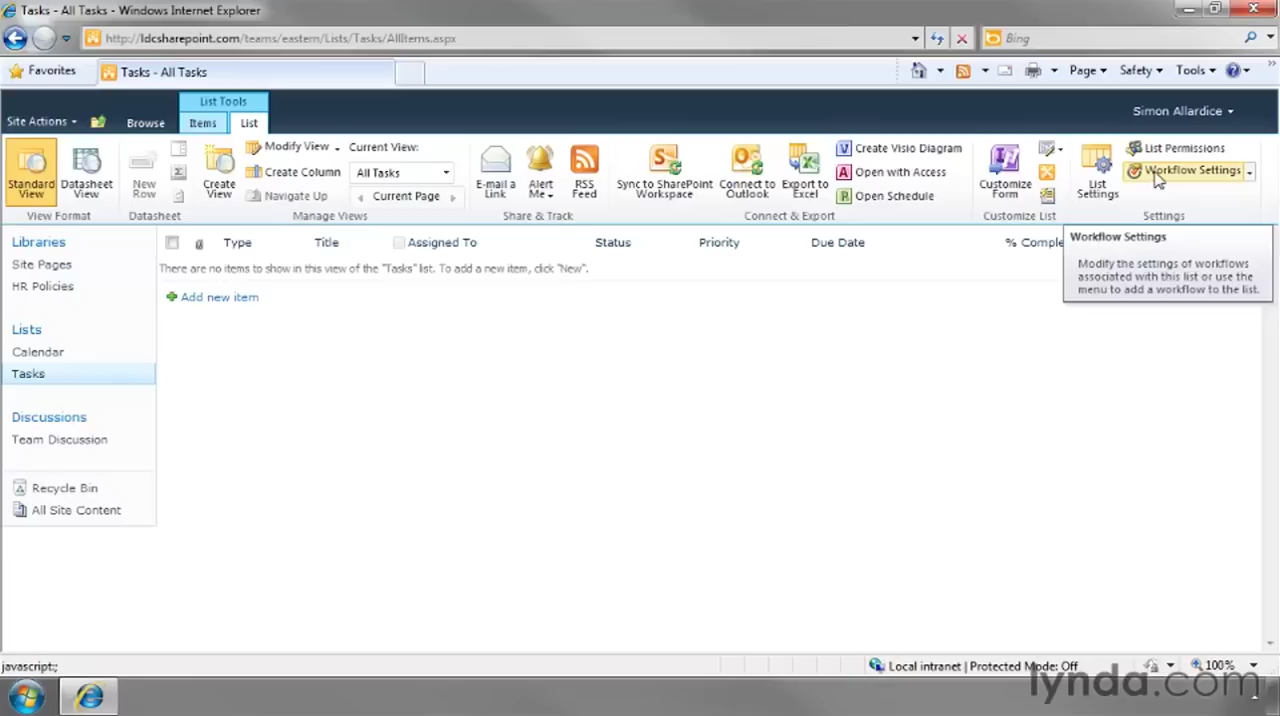 Tasks - All Tasks - Windows Internet Explorer
http://ldcsharepoint.com/teams/eastern/Lists/Tasks/AllItems.aspx
Bing
Favorites
Tasks - All Tasks
Page
Safety
Tools
List Tools
Simon Allardice
Site Actions
Browse
Items
List
Standard View
Datasheet View
New Row
Create View
Modify View
Create Column
Navigate Up
Current View:
All Tasks
Current Page
E-mail a Link
Alert Me
RSS Feed
Sync to SharePoint Workspace
Connect to Outlook
Export to Excel
Create Visio Diagram
Open with Access
Open Schedule
Customize Form
List Settings
List Permissions
Workflow Settings
View Format
Datasheet
Manage Views
Share & Track
Connect & Export
Customize List
Settings
Libraries
Site Pages
HR Policies
Lists
Calendar
Tasks
Discussions
Team Discussion
Recycle Bin
All Site Content
Type
Title
Assigned To
Status
Priority
Due Date
% Comple
There are no items to show in this view of the "Tasks" list. To add a new item, click "New".
Add new item
Workflow Settings
Modify the settings of workflows
associated with this list or use the
menu to add a workflow to the list.
javascript:;
Local intranet | Protected Mode: Off
100%
lynda.com